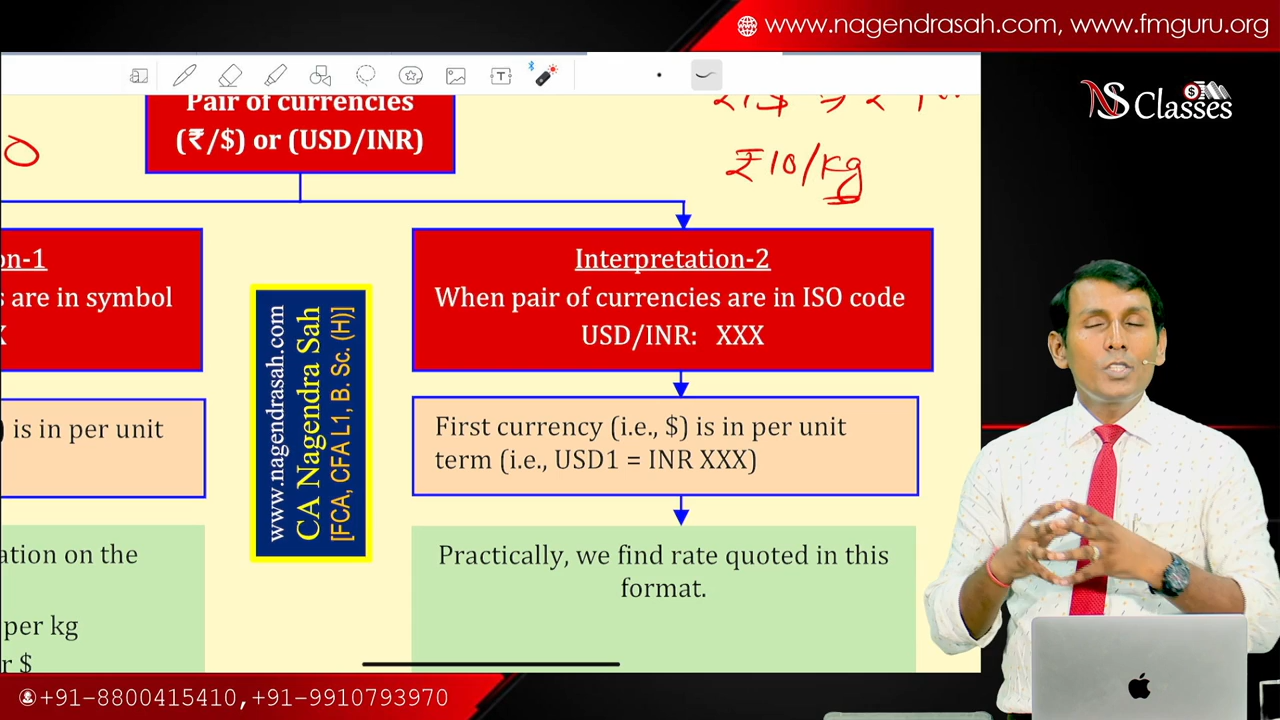 www.nagendrasah.com, www.fmguru.org
NS Classes
Pair of currencies
(₹/$) or (USD/INR)
₹10/kg
on-1
s are in symbol
X
Interpretation-2
When pair of currencies are in ISO code
USD/INR: XXX
) is in per unit
www.nagendrasah.com
CA Nagendra Sah
[FCA, CFA L1, B. Sc. (H)]
First currency (i.e., $) is in per unit
term (i.e., USD1 = INR XXX)
ation on the
per kg
r $
Practically, we find rate quoted in this
format.
+91-8800415410,+91-9910793970